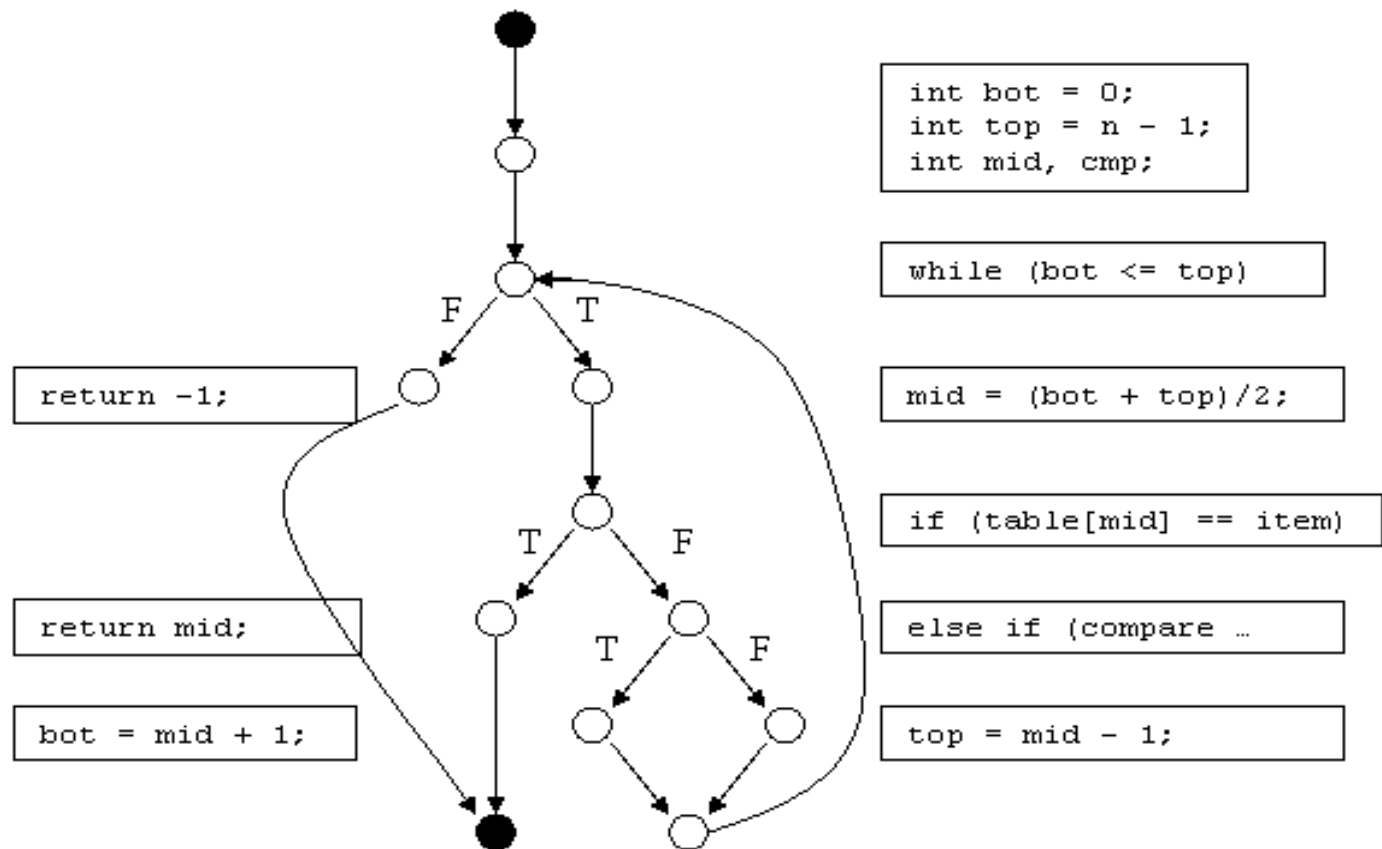 int bot = 0;
int top = n - 1;
int mid, cmp;
while (bot <= top)
F
T
return -1;
mid = (bot + top)/2;
if (table[mid] == item)
T
F
return mid;
else if (compare …
T
F
bot = mid + 1;
top = mid - 1;